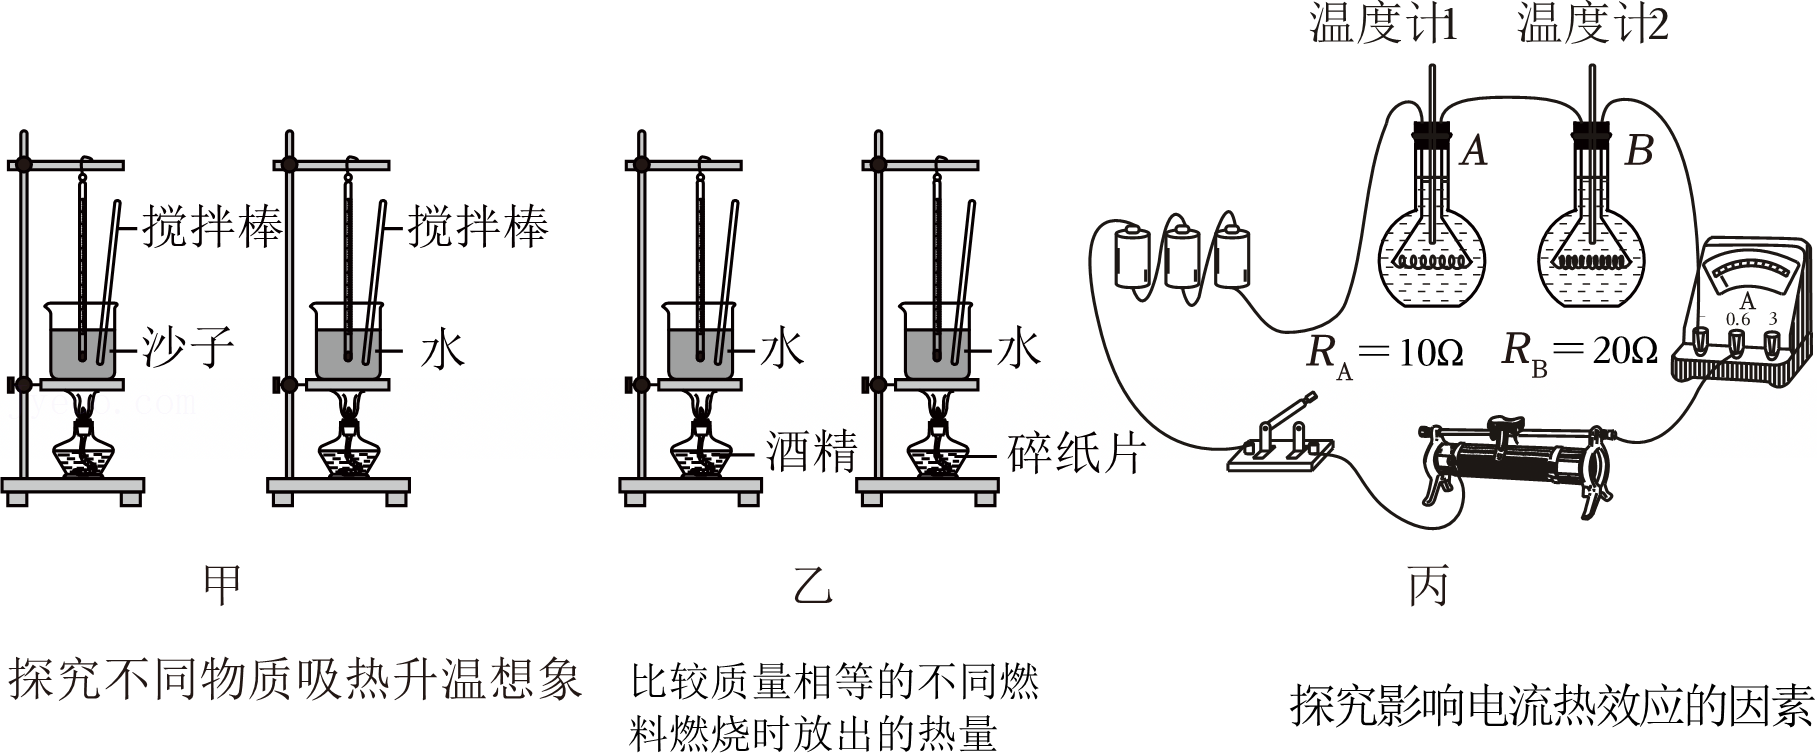 温度计1 温度计2
A B
搅拌棒 搅拌棒
沙子 水 水 水
A
- 0.6 3
R_A=10Ω R_B=20Ω
酒精 碎纸片
甲 乙 丙
探究不同物质吸热升温想象
比较质量相等的不同燃
料燃烧时放出的热量
探究影响电流热效应的因素